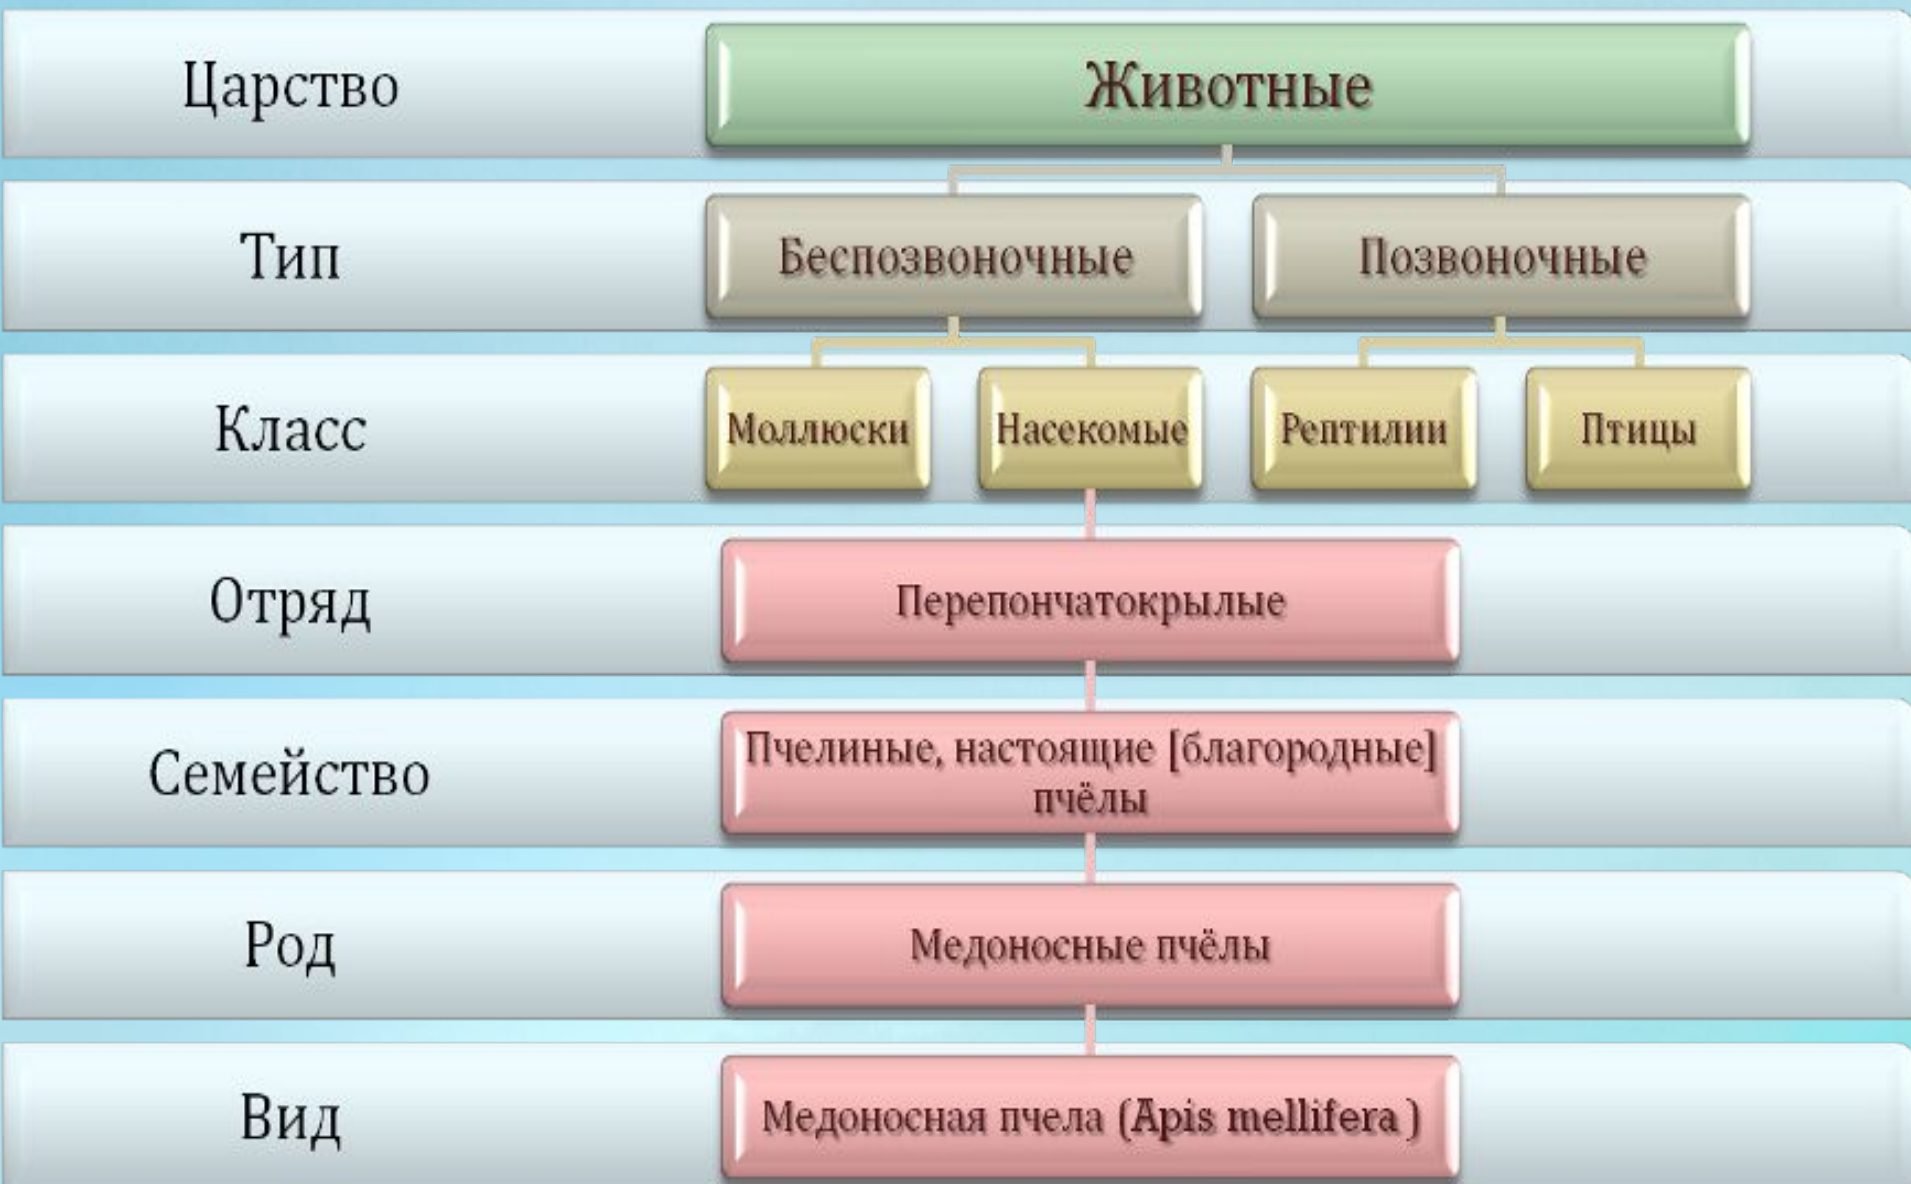 Царство
Животные
Тип
Беспозвоночные
Позвоночные
Класс
Моллюски
Насекомые
Рептилии
Птицы
Отряд
Перепончатокрылые
Семейство
Пчелиные, настоящие [благородные]
пчёлы
Род
Медоносные пчёлы
Вид
Медоносная пчела (Apis mellifera )